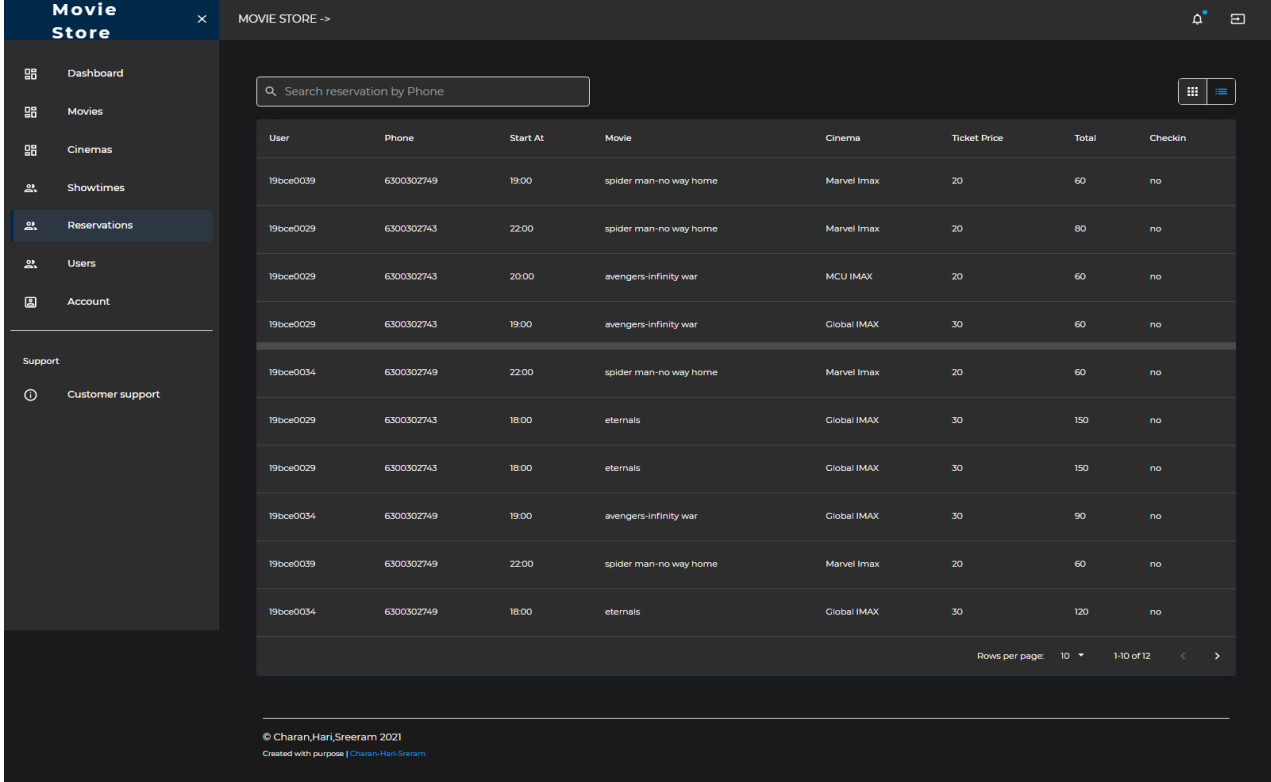 Movie
Store
×
MOVIE STORE ->
Dashboard
Movies
Cinemas
Showtimes
Reservations
Users
Account
Support
Customer support
Search reservation by Phone
User Phone Start At Movie Cinema Ticket Price Total Checkin
19bce0039 6300302749 19:00 spider man-no way home Marvel Imax 20 60 no
19bce0029 6300302743 22:00 spider man-no way home Marvel Imax 20 80 no
19bce0029 6300302743 20:00 avengers-infinity war MCU IMAX 20 60 no
19bce0029 6300302743 19:00 avengers-infinity war Global IMAX 30 60 no
19bce0034 6300302749 22:00 spider man-no way home Marvel Imax 20 60 no
19bce0029 6300302743 18:00 eternals Global IMAX 30 150 no
19bce0029 6300302743 18:00 eternals Global IMAX 30 150 no
19bce0034 6300302749 19:00 avengers-infinity war Global IMAX 30 90 no
19bce0039 6300302749 22:00 spider man-no way home Marvel Imax 20 60 no
19bce0034 6300302749 18:00 eternals Global IMAX 30 120 no
Rows per page: 10 1-10 of 12
© Charan,Hari,Sreeram 2021
Created with purpose | Charan-Hari-Sreram